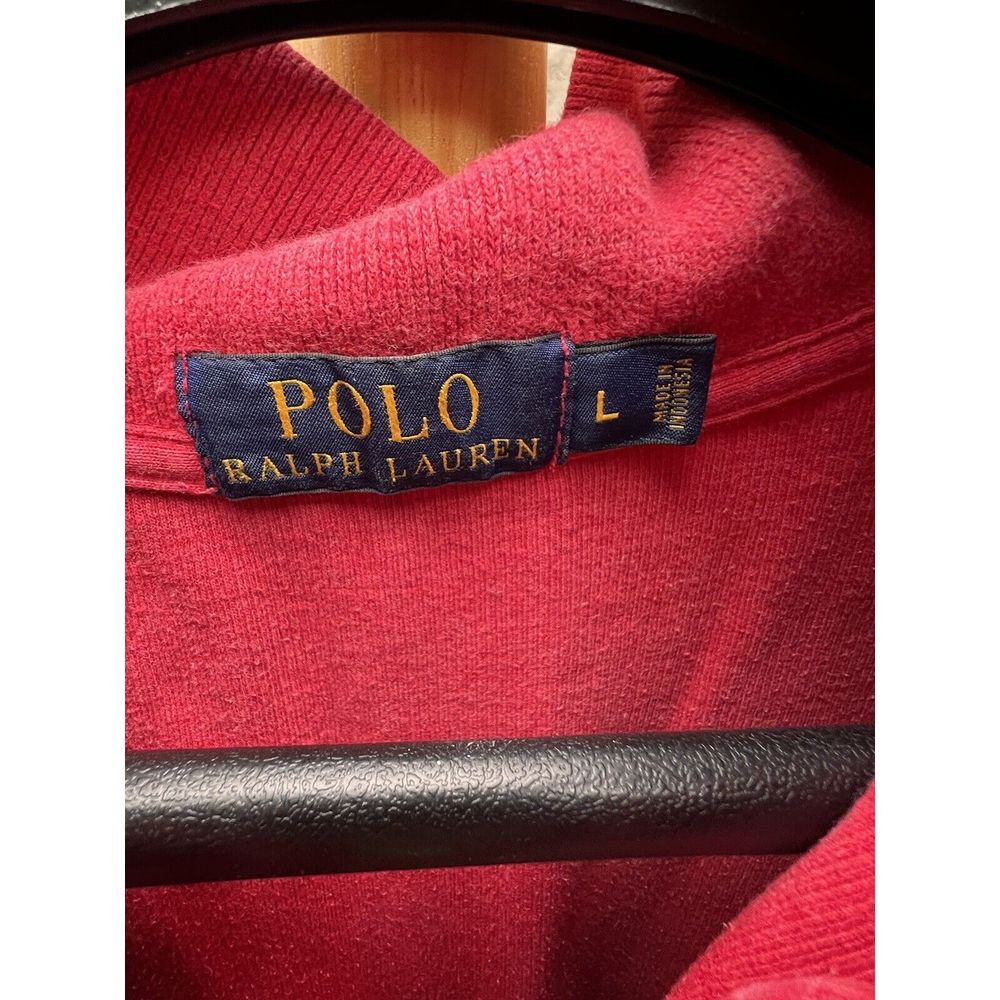 POLO
RALPH LAUREN
L
MADE IN
INDONESIA